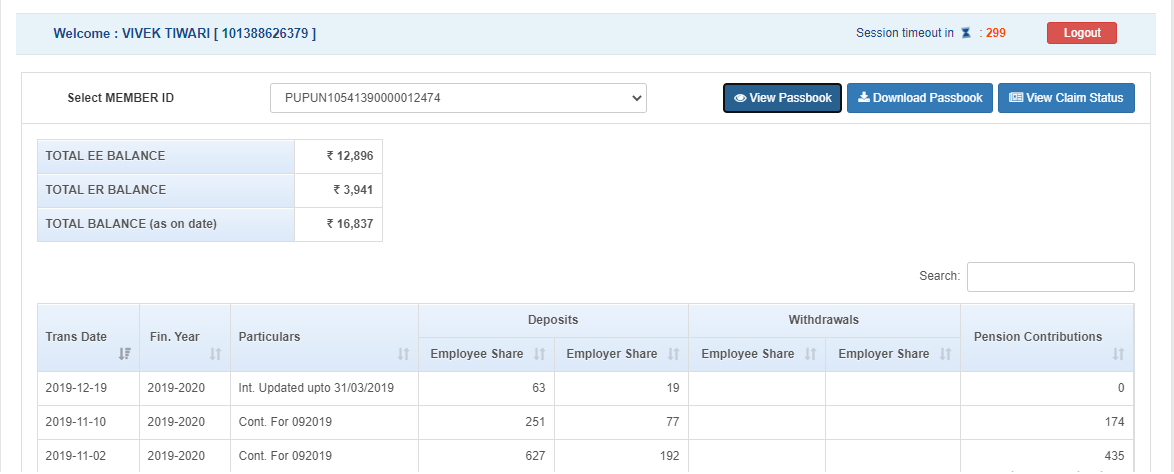 Welcome : VIVEK TIWARI [ 101388626379 ] Session timeout in : 299 Logout
Select MEMBER ID PUPUN10541390000012474 View Passbook Download Passbook View Claim Status
TOTAL EE BALANCE ₹ 12,896
TOTAL ER BALANCE ₹ 3,941
TOTAL BALANCE (as on date) ₹ 16,837
Search:
Deposits Withdrawals
Trans Date Fin. Year Particulars Pension Contributions
Employee Share Employer Share Employee Share Employer Share
2019-12-19 2019-2020 Int. Updated upto 31/03/2019 63 19 0
2019-11-10 2019-2020 Cont. For 092019 251 77 174
2019-11-02 2019-2020 Cont. For 092019 627 192 435